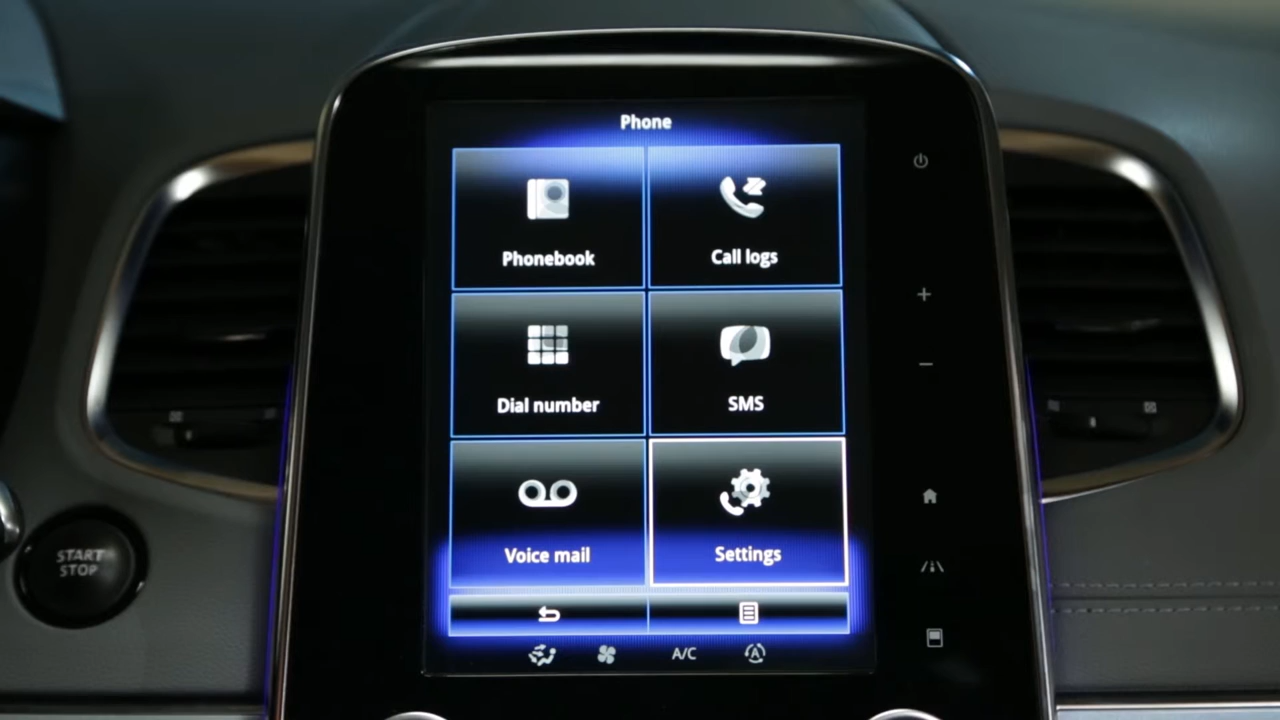 Phone
Phonebook
Call logs
Dial number
SMS
Voice mail
Settings
A/C
START
STOP